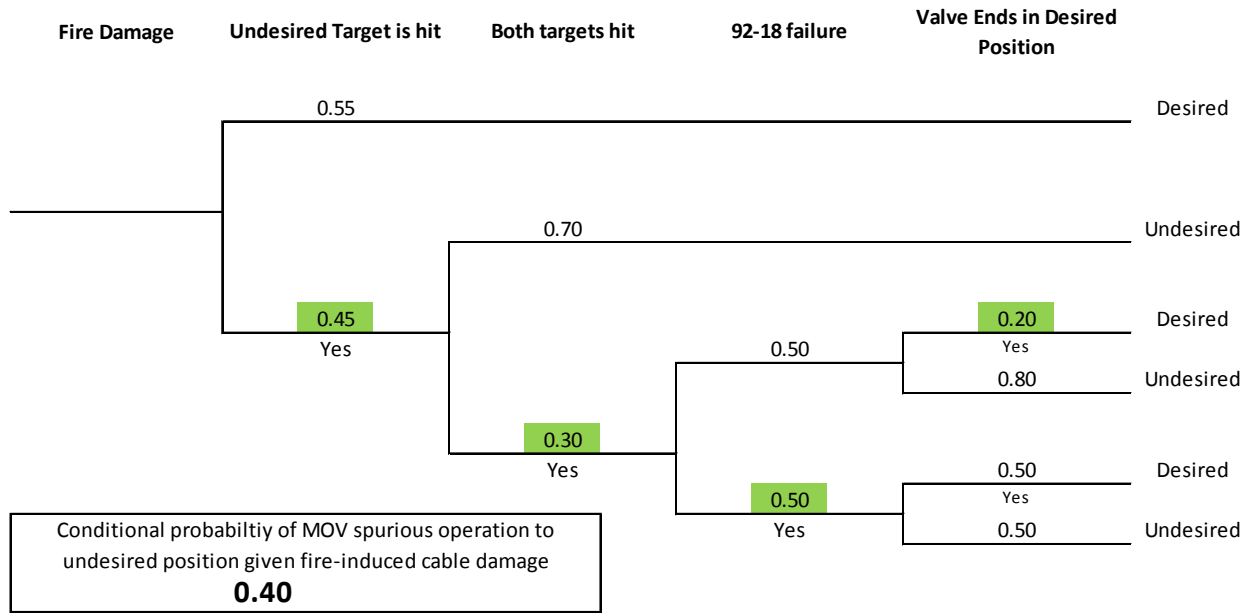 Fire Damage
Undesired Target is hit
Both targets hit
92-18 failure
Valve Ends in Desired
Position
0.55
Desired
0.70
Undesired
0.45
Yes
0.20
Yes
Desired
0.50
0.80
Undesired
0.30
Yes
0.50
Yes
Desired
0.50
Yes
0.50
Undesired
Conditional probabiltiy of MOV spurious operation to
undesired position given fire-induced cable damage
0.40